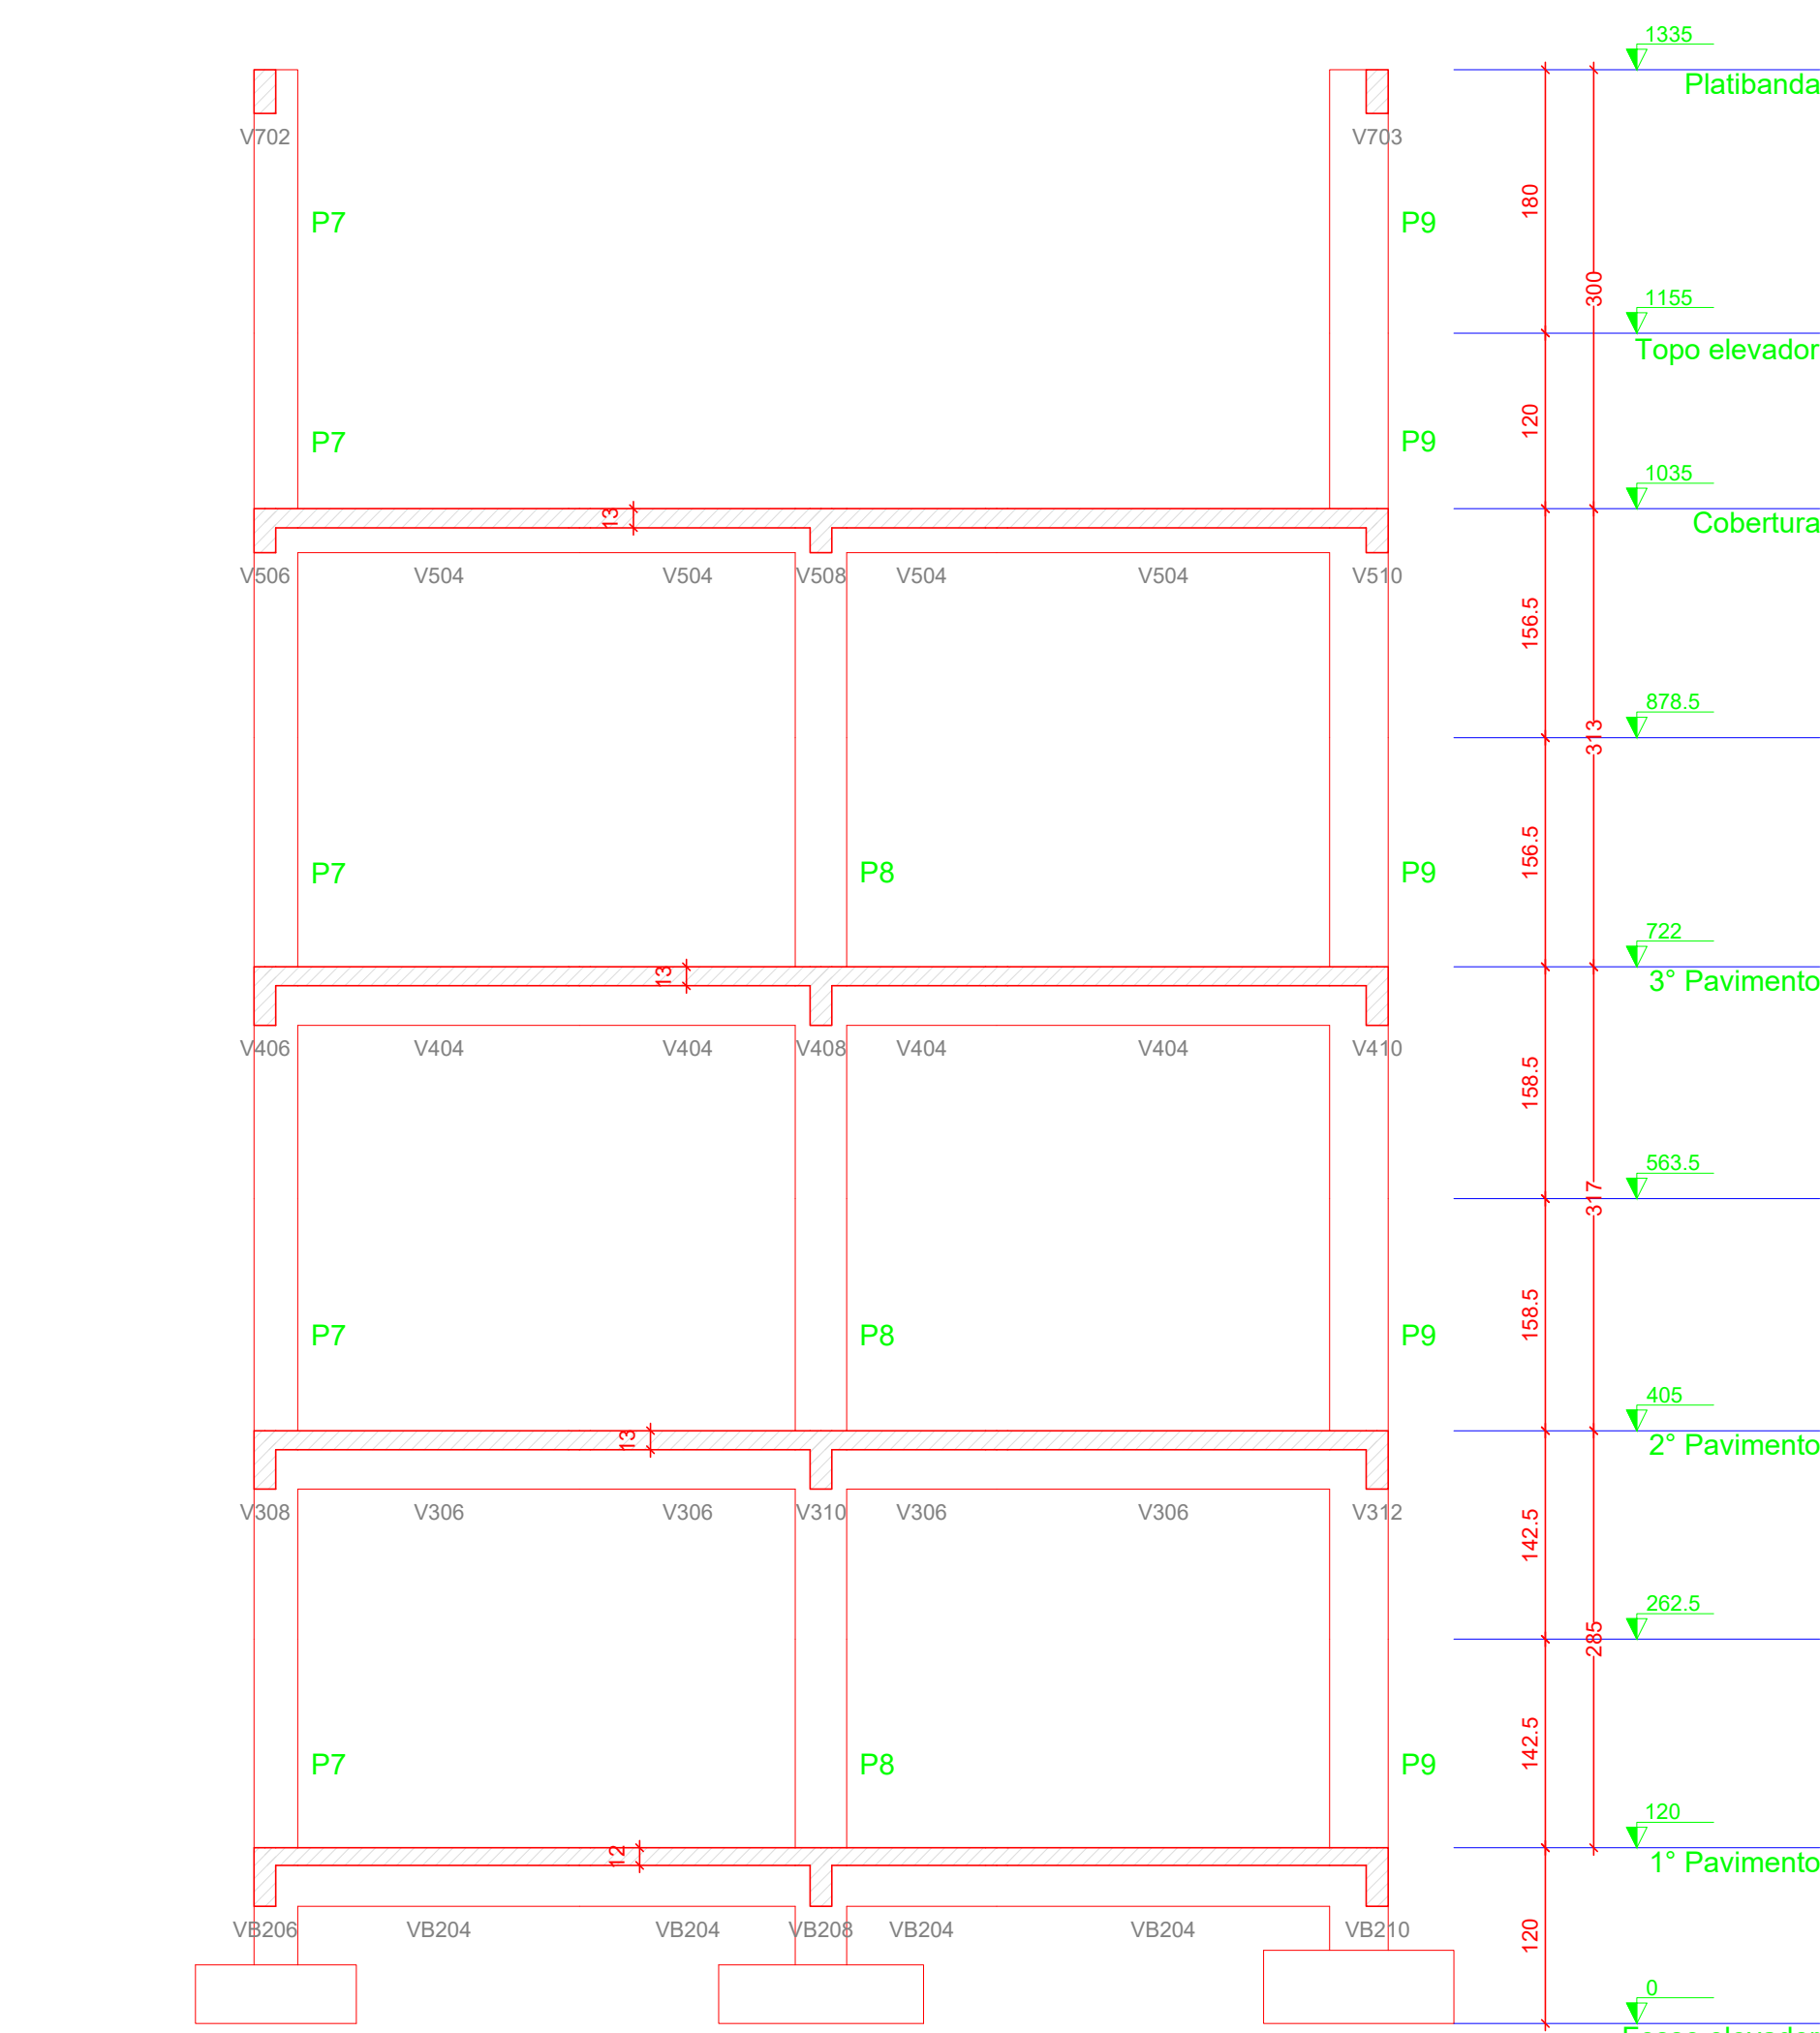 1335
Platibanda
V702
V703
180
P7
P9
300
1155
Topo elevador
120
P7
P9
1035
13
Cobertura
V506
V504
V504
V508
V504
V504
V510
156.5
878.5
313
156.5
P7
P8
P9
722
13
3° Pavimento
V406
V404
V404
V408
V404
V404
V410
158.5
563.5
317
158.5
P7
P8
P9
405
13
2° Pavimento
V308
V306
V306
V310
V306
V306
V312
142.5
262.5
285
142.5
P7
P8
P9
120
12
1° Pavimento
VB206
VB204
VB204
VB208
VB204
VB204
VB210
120
0